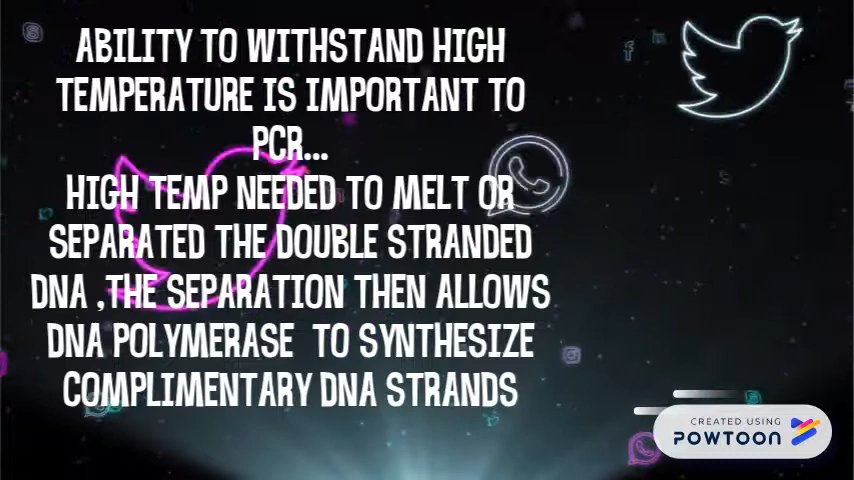 ABILITY TO WITHSTAND HIGH
TEMPERATURE IS IMPORTANT TO
PCR...
HIGH TEMP NEEDED TO MELT OR
SEPARATED THE DOUBLE STRANDED
DNA ,THE SEPARATION THEN ALLOWS
DNA POLYMERASE TO SYNTHESIZE
COMPLIMENTARY DNA STRANDS
CREATED USING
POWTOON